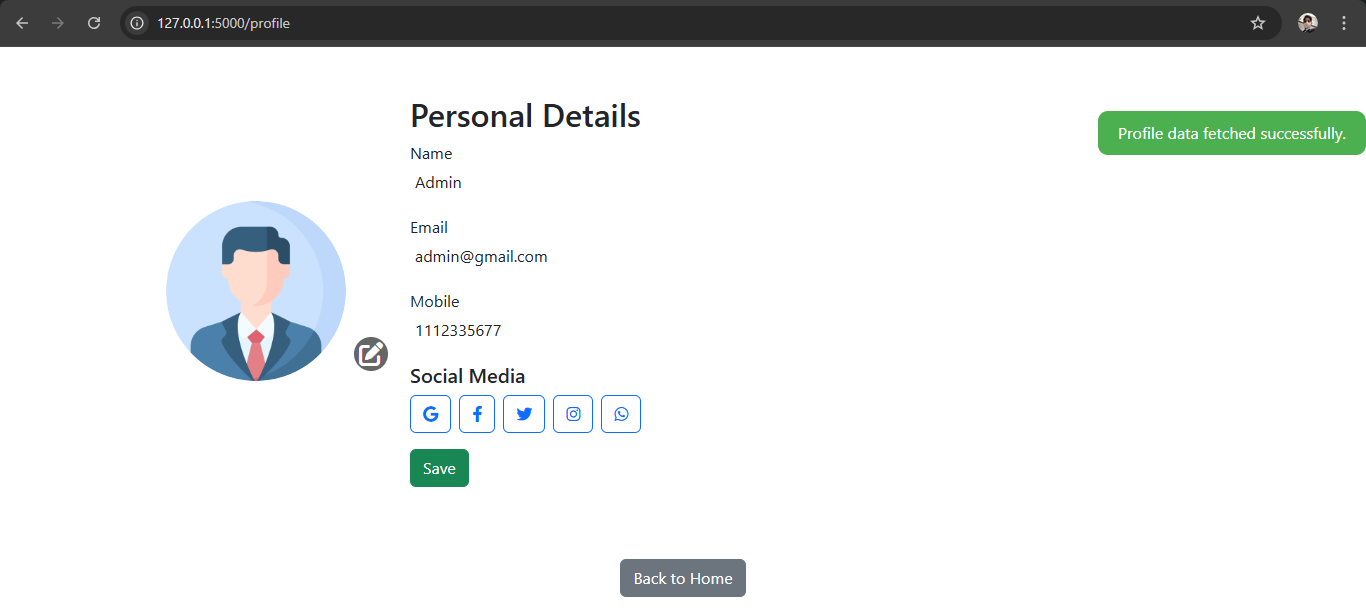 127.0.0.1:5000/profile
Personal Details
Profile data fetched successfully.
Name
Admin
Email
admin@gmail.com
Mobile
1112335677
Social Media
Save
Back to Home